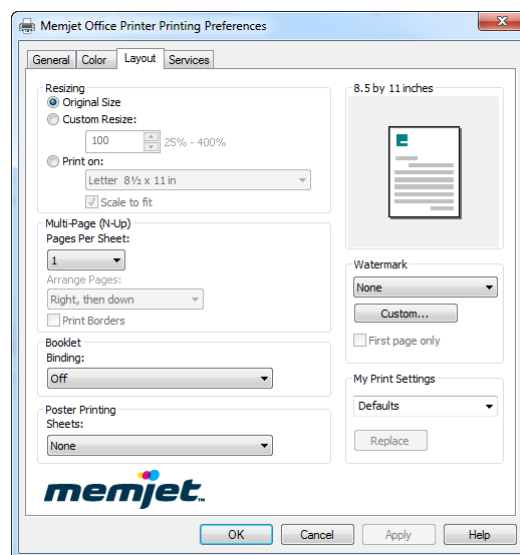 Memjet Office Printer Printing Preferences
General Color Layout Services
Resizing
Original Size
Custom Resize:
100 25% - 400%
Print on:
Letter 8½ x 11 in
Scale to fit
Multi-Page (N-Up)
Pages Per Sheet:
1
Arrange Pages:
Right, then down
Print Borders
Booklet
Binding:
Off
Poster Printing
Sheets:
None
8.5 by 11 inches
E
Watermark
None
Custom...
First page only
My Print Settings
Defaults
Replace
memjet
OK Cancel Apply Help